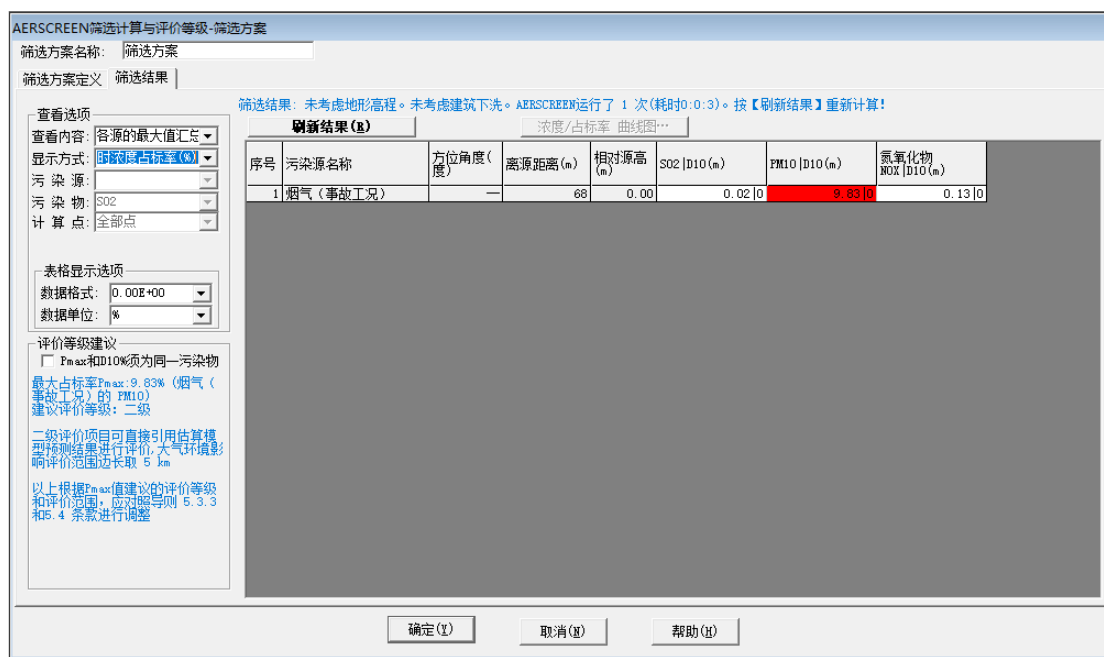 AERSCREEN筛选计算与评价等级-筛选方案
筛选方案名称: 筛选方案
筛选方案定义 筛选结果
筛选结果: 未考虑地形高程。未考虑建筑下洗。AERSCREEN运行了 1 次(耗时0:0:3)。按【刷新结果】重新计算!
刷新结果(R) 浓度/占标率 曲线图…
查看选项
查看内容: 各源的最大值汇总
显示方式: 时浓度占标率(%)
污 染 源:
污 染 物: SO2
计 算 点: 全部点
表格显示选项
数据格式: 0.00E+00
数据单位: %
评价等级建议
Pmax和D10%须为同一污染物
最大占标率Pmax:9.83% (烟气（
事故工况）的 PM10)
建议评价等级: 二级
二级评价项目可直接引用估算模
型预测结果进行评价,大气环境影
响评价范围边长取 5 km
以上根据Pmax值建议的评价等级
和评价范围, 应对照导则 5.3.3
和5.4 条款进行调整
序号 污染源名称 方位角度(度) 离源距离(m) 相对源高(m) SO2|D10(m) PM10|D10(m) 氮氧化物NOX|D10(m)
1 烟气（事故工况） — 68 0.00 0.02|0 9.83|0 0.13|0
确定(Y) 取消(N) 帮助(H)